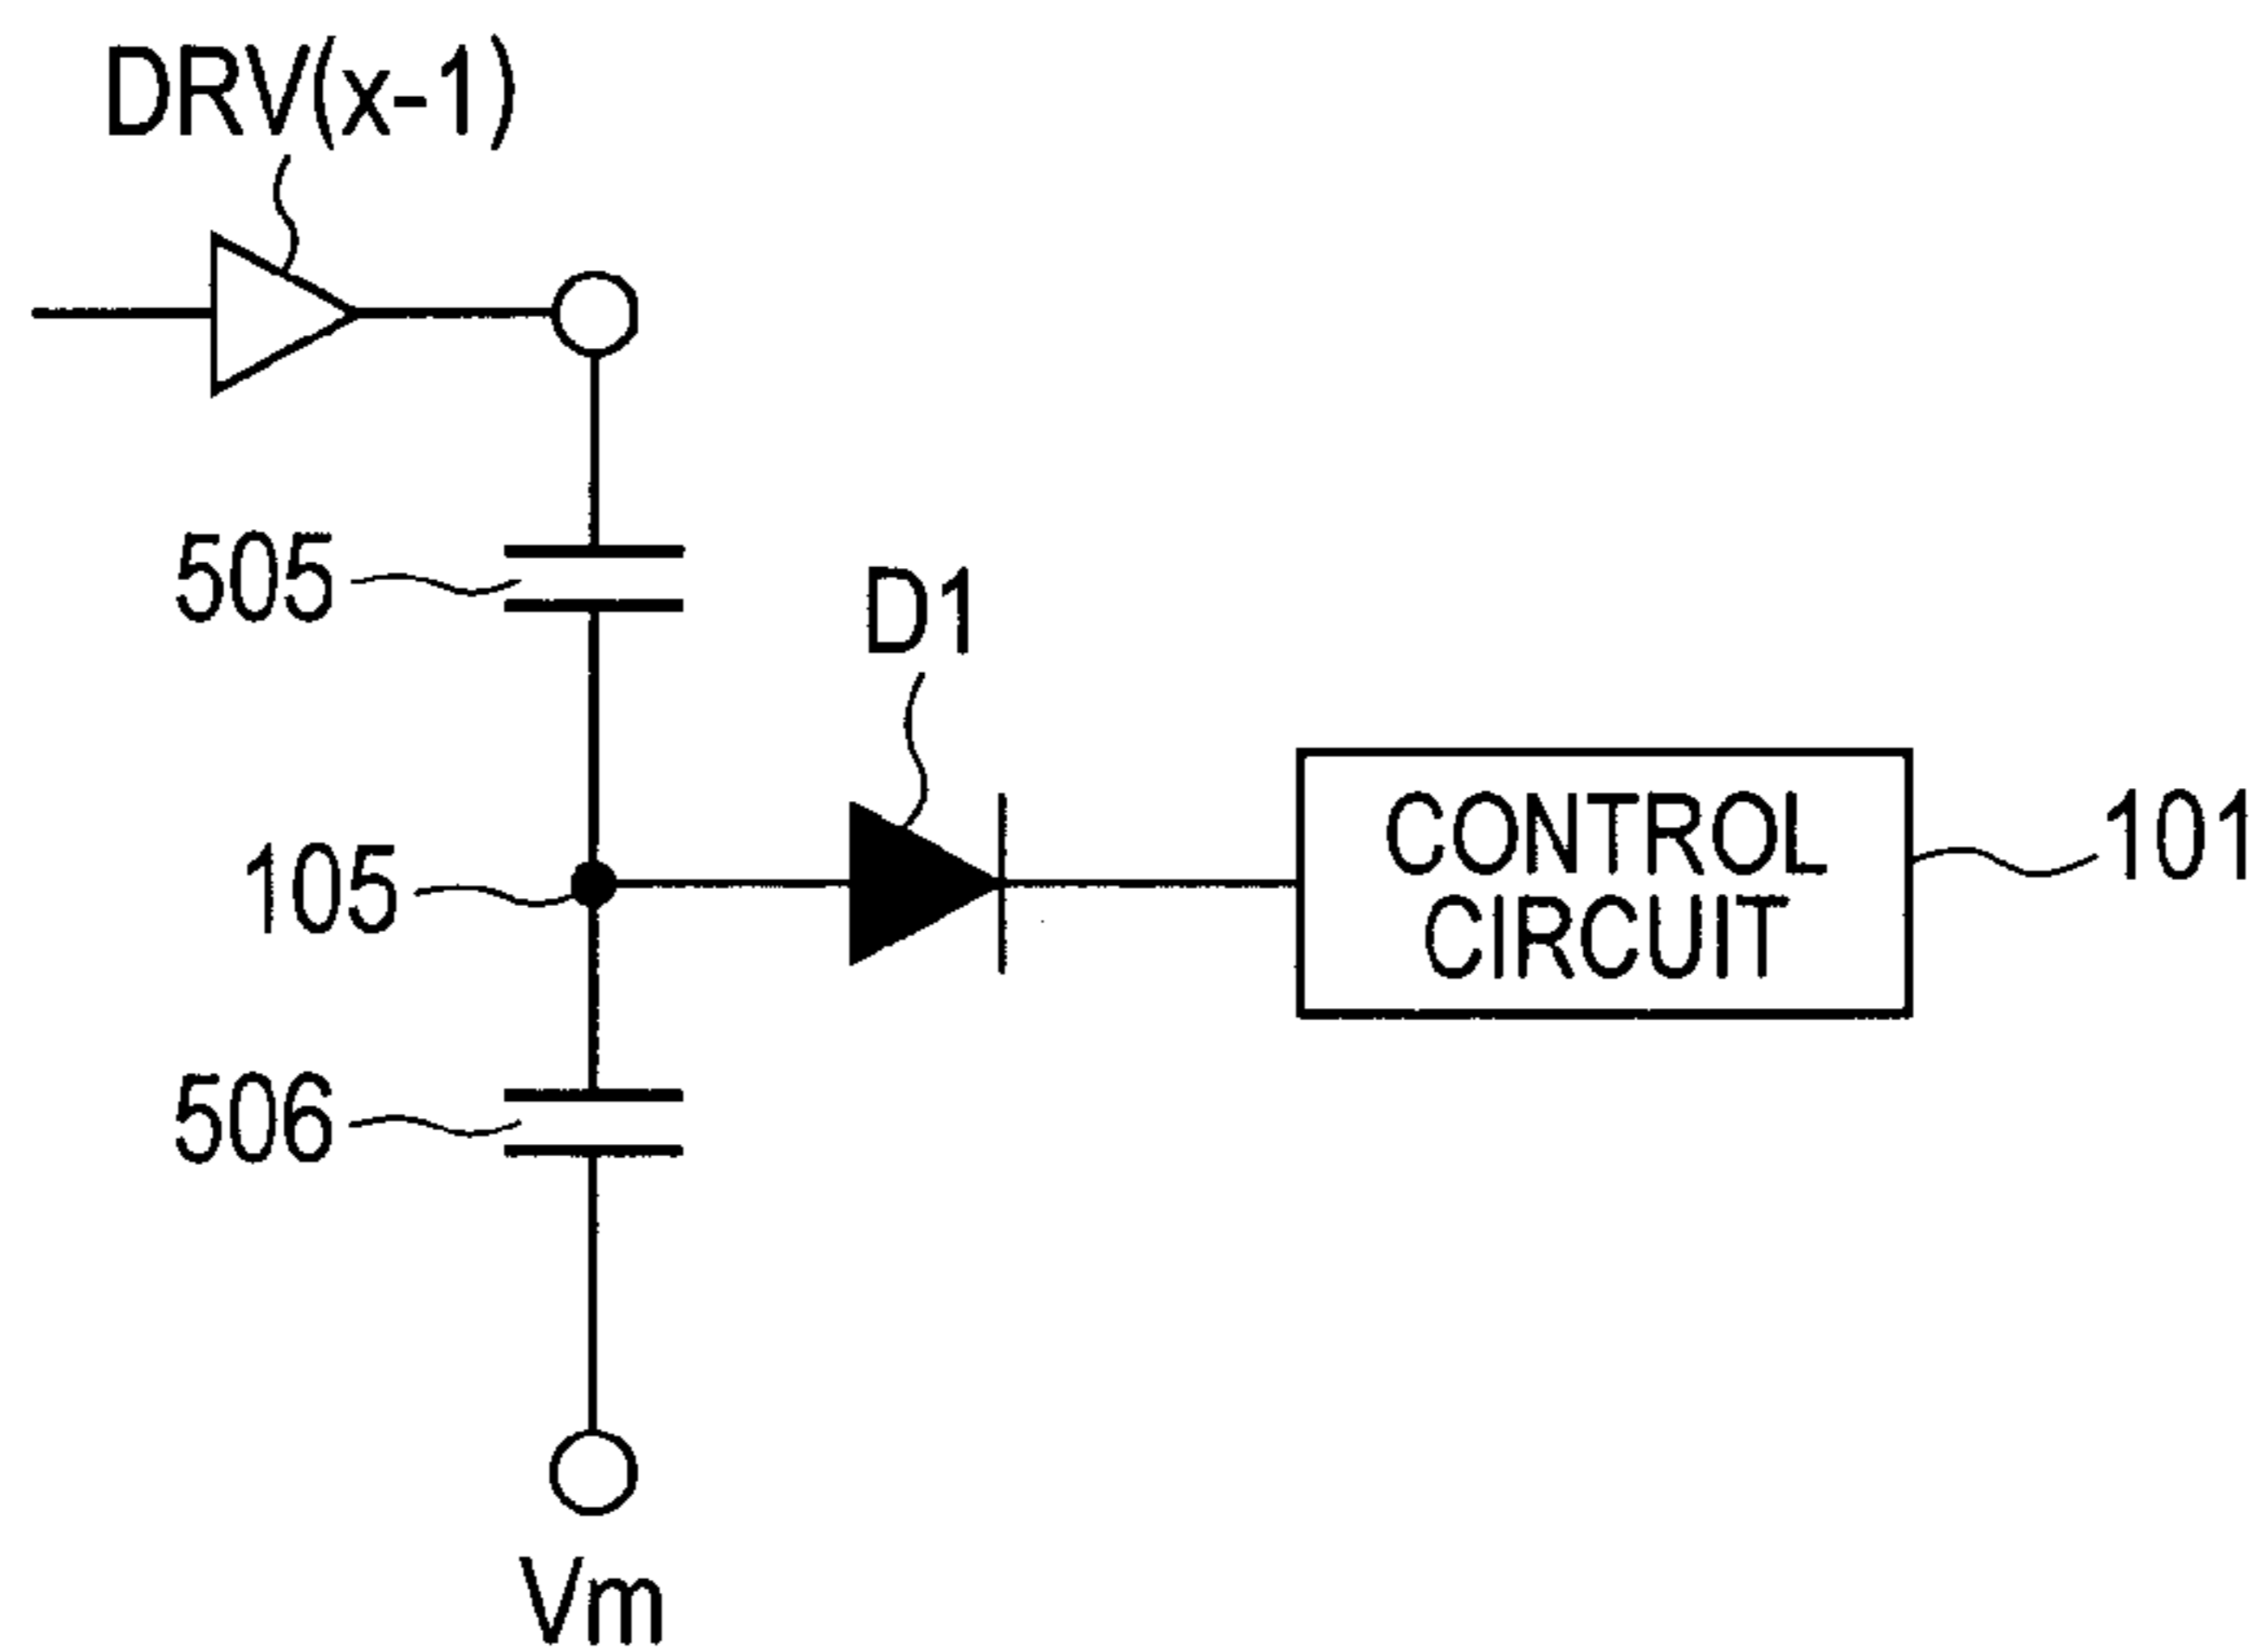 DRV(x-1)
505
D1
105
CONTROL
CIRCUIT
101
506
Vm